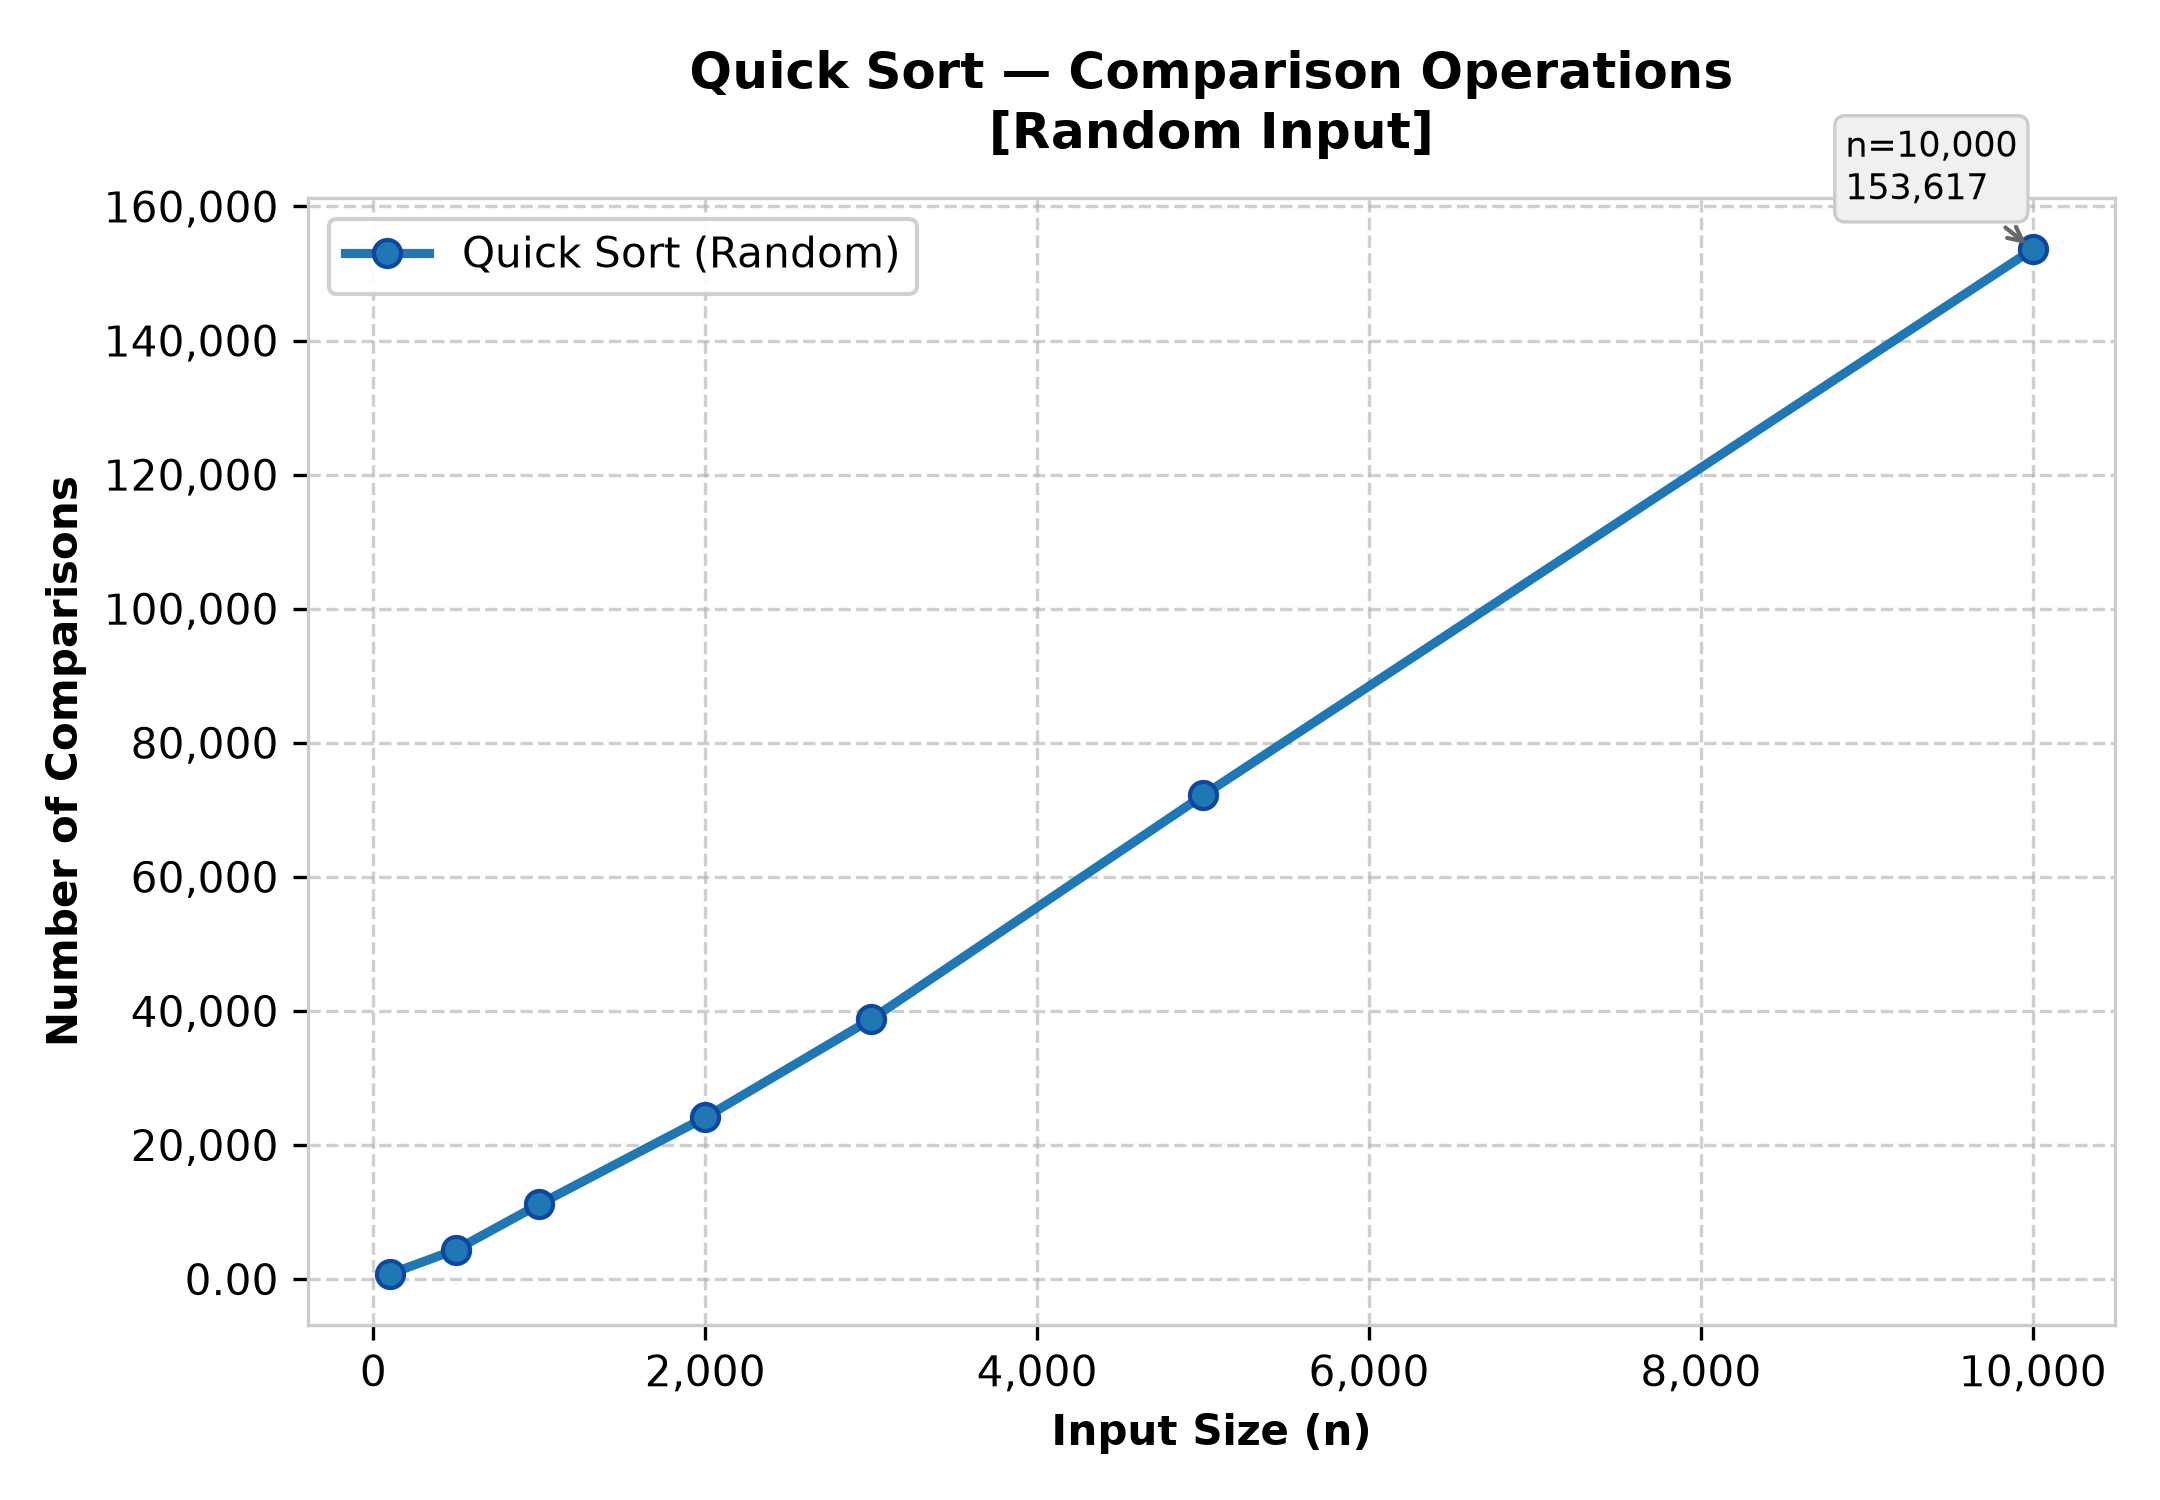 Quick Sort — Comparison Operations
[Random Input]
n=10,000
153,617
Quick Sort (Random)
160,000
140,000
120,000
100,000
80,000
60,000
40,000
20,000
0.00
Number of Comparisons
0
2,000
4,000
6,000
8,000
10,000
Input Size (n)